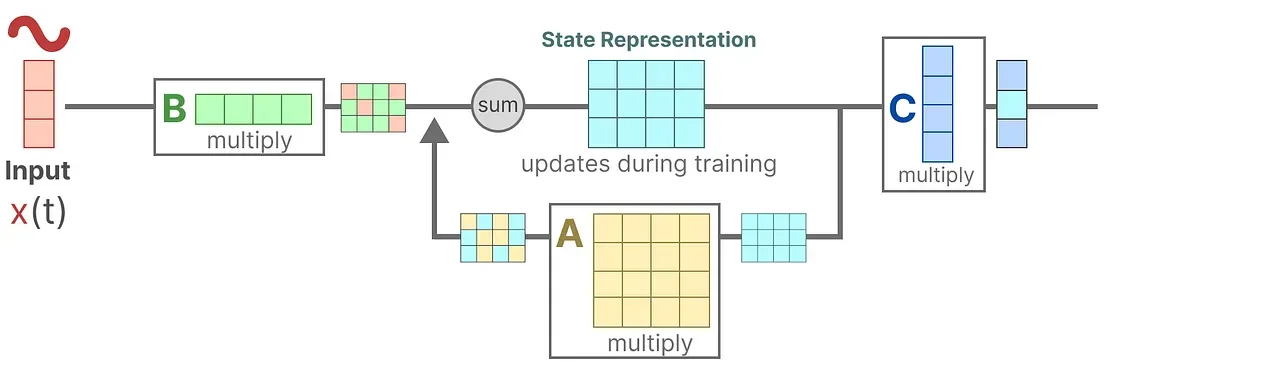 State Representation
B
multiply
sum
C
multiply
updates during training
Input
x(t)
A
multiply